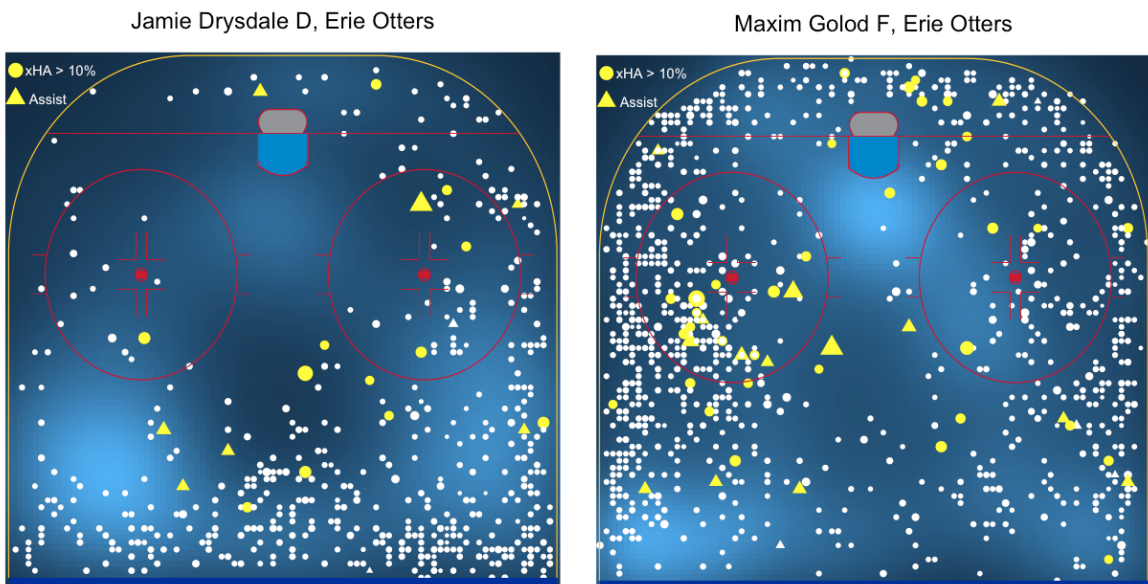 Jamie Drysdale D, Erie Otters
Maxim Golod F, Erie Otters
xHA > 10%
Assist
xHA > 10%
Assist